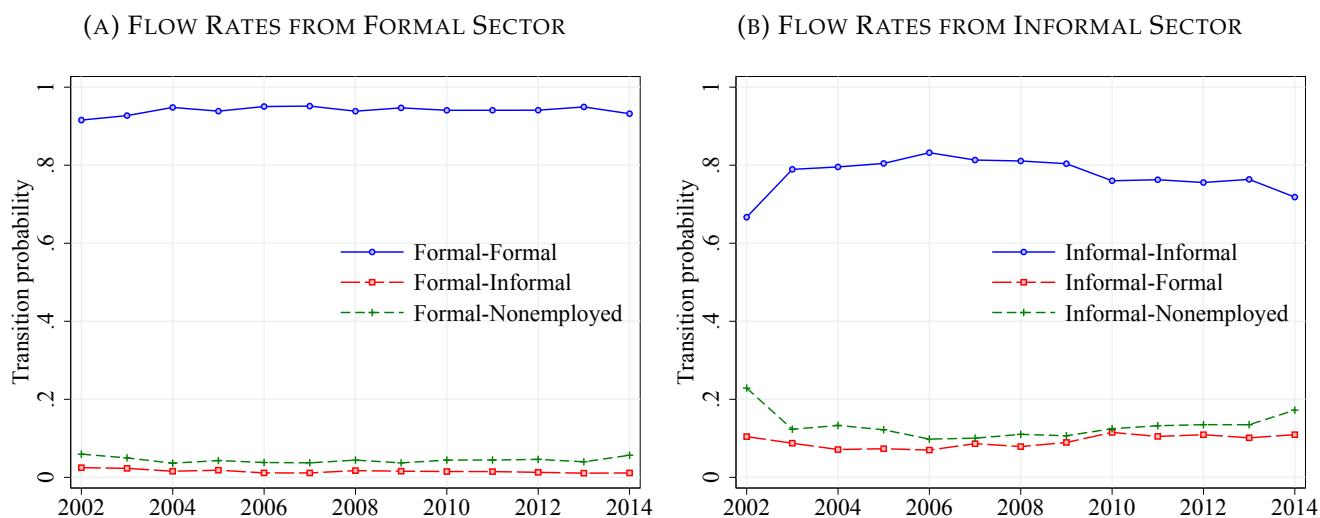 (A) FLOW RATES FROM FORMAL SECTOR
Transition probability
1
.8
.6
.4
.2
0
Formal-Formal
Formal-Informal
Formal-Nonemployed
2002 2004 2006 2008 2010 2012 2014
(B) FLOW RATES FROM INFORMAL SECTOR
Transition probability
1
.8
.6
.4
.2
0
Informal-Informal
Informal-Formal
Informal-Nonemployed
2002 2004 2006 2008 2010 2012 2014